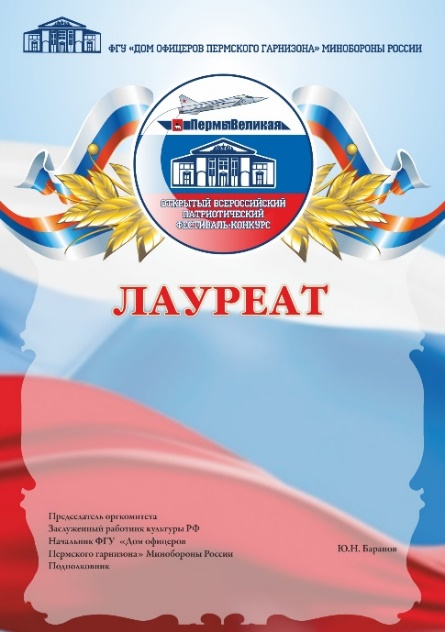 ФГУ «ДОМ ОФИЦЕРОВ ПЕРМСКОГО ГАРНИЗОНА» МИНОБОРОНЫ РОССИИ
ПермьВеликая
ОТКРЫТЫЙ ВСЕРОССИЙСКИЙ
ПАТРИОТИЧЕСКИЙ
ФЕСТИВАЛЬ-КОНКУРС
ЛАУРЕАТ
Председатель оргкомитета
Заслуженный работник культуры РФ
Начальник ФГУ «Дом офицеров
Пермского гарнизона» Минобороны России
Подполковник
Ю.Н. Баранов